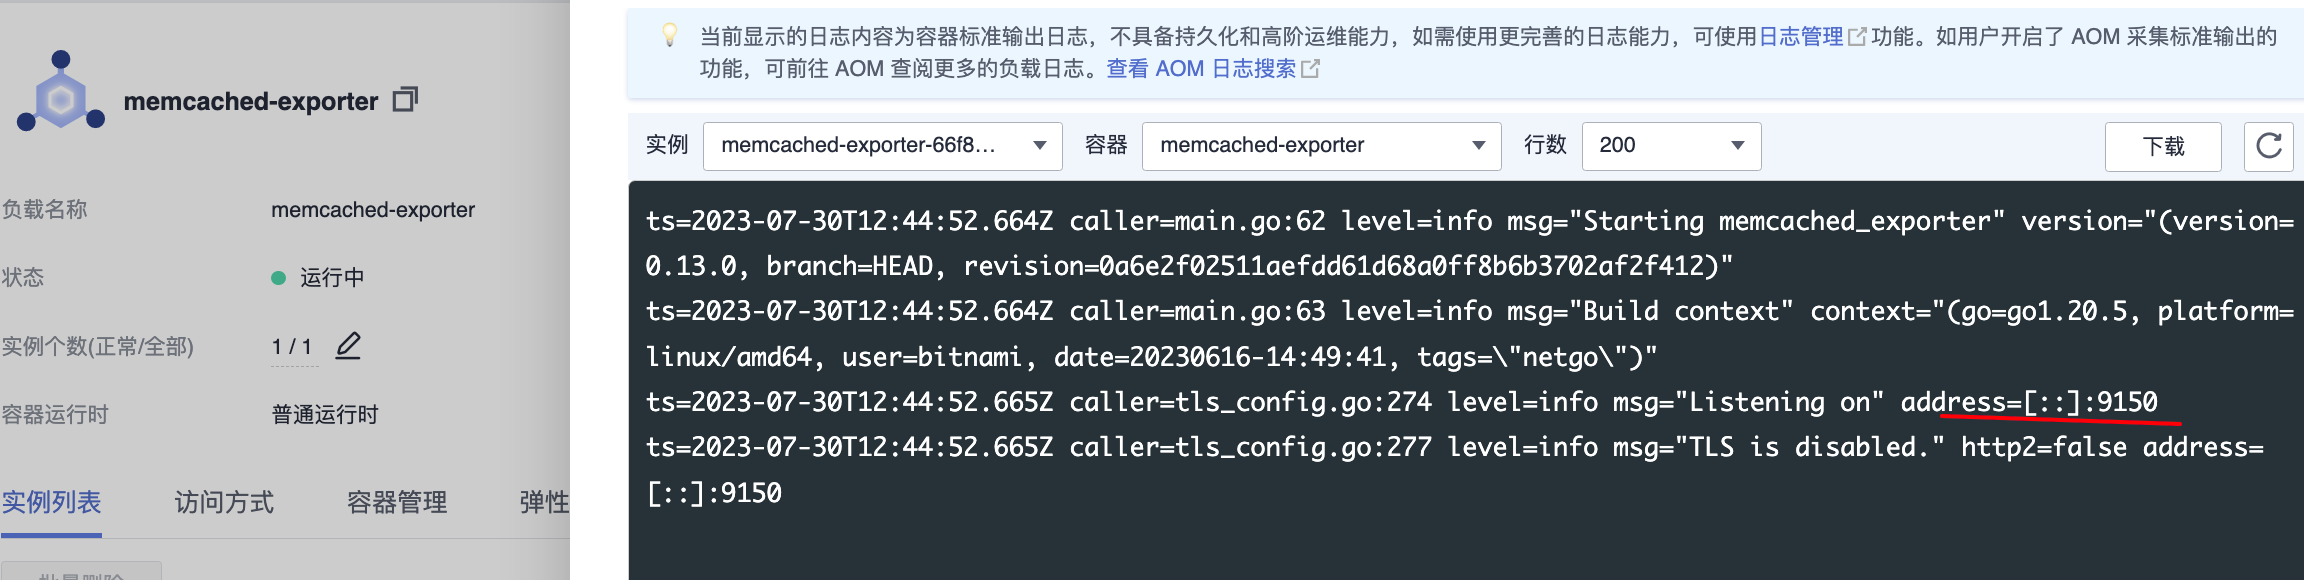 memcached-exporter
负载名称 memcached-exporter
状态 运行中
实例个数(正常/全部) 1 / 1
容器运行时 普通运行时
实例列表 访问方式 容器管理 弹性
当前显示的日志内容为容器标准输出日志，不具备持久化和高阶运维能力，如需使用更完善的日志能力，可使用日志管理功能。如用户开启了 AOM 采集标准输出的
功能，可前往 AOM 查阅更多的负载日志。查看 AOM 日志搜索
实例 memcached-exporter-66f8... 容器 memcached-exporter 行数 200 下载
ts=2023-07-30T12:44:52.664Z caller=main.go:62 level=info msg="Starting memcached_exporter" version="(version=
0.13.0, branch=HEAD, revision=0a6e2f02511aefdd61d68a0ff8b6b3702af2f412)"
ts=2023-07-30T12:44:52.664Z caller=main.go:63 level=info msg="Build context" context="(go=go1.20.5, platform=
linux/amd64, user=bitnami, date=20230616-14:49:41, tags=\"netgo\")"
ts=2023-07-30T12:44:52.665Z caller=tls_config.go:274 level=info msg="Listening on" address=[::]:9150
ts=2023-07-30T12:44:52.665Z caller=tls_config.go:277 level=info msg="TLS is disabled." http2=false address=
[::]:9150